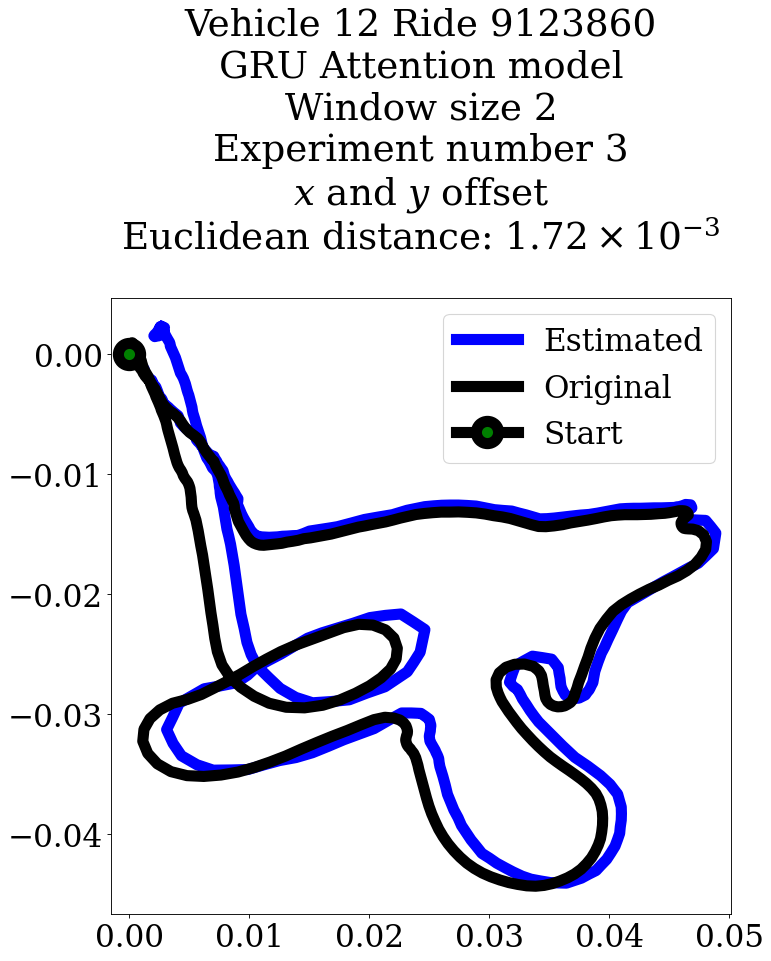 Vehicle 12 Ride 9123860
GRU Attention model
Window size 2
Experiment number 3
x and y offset
Euclidean distance: 1.72 × 10⁻³
Estimated
Original
Start
0.00
−0.01
−0.02
−0.03
−0.04
0.00 0.01 0.02 0.03 0.04 0.05